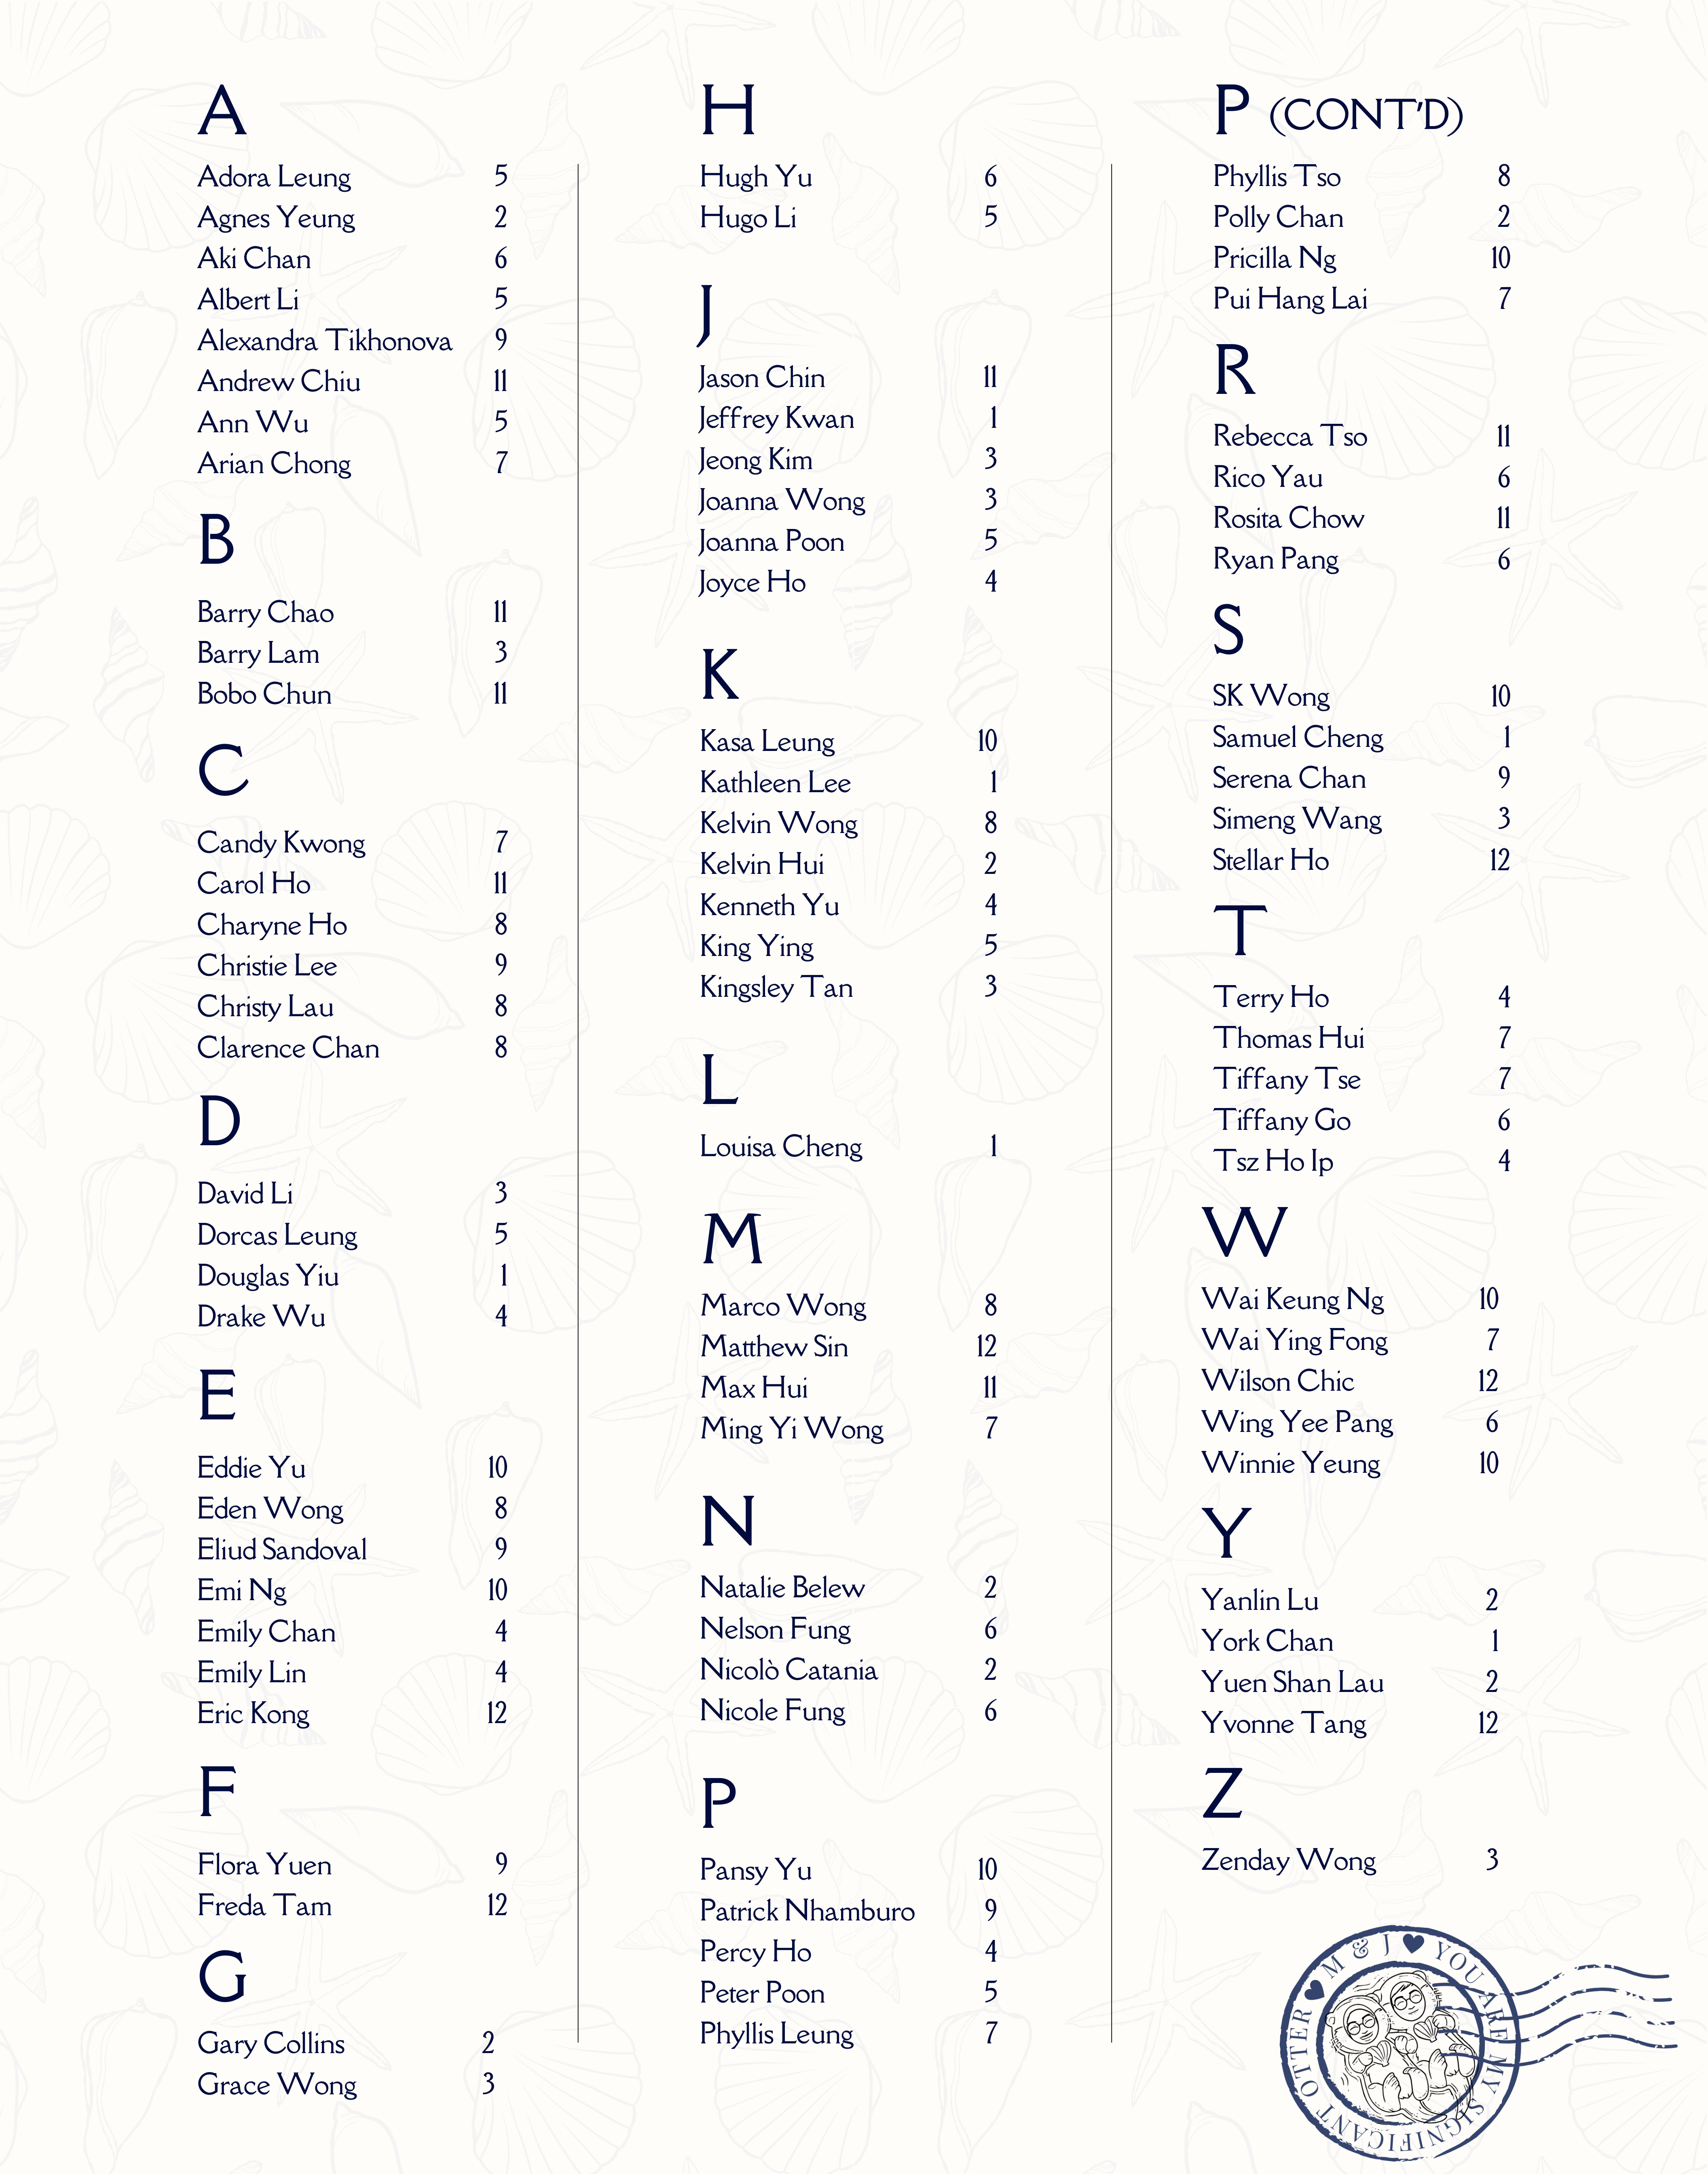 A
Adora Leung 5
Agnes Yeung 2
Aki Chan 6
Albert Li 5
Alexandra Tikhonova 9
Andrew Chiu 11
Ann Wu 5
Arian Chong 7
B
Barry Chao 11
Barry Lam 3
Bobo Chun 11
C
Candy Kwong 7
Carol Ho 11
Charyne Ho 8
Christie Lee 9
Christy Lau 8
Clarence Chan 8
D
David Li 3
Dorcas Leung 5
Douglas Yiu 1
Drake Wu 4
E
Eddie Yu 10
Eden Wong 8
Eliud Sandoval 9
Emi Ng 10
Emily Chan 4
Emily Lin 4
Eric Kong 12
F
Flora Yuen 9
Freda Tam 12
G
Gary Collins 2
Grace Wong 3
H
Hugh Yu 6
Hugo Li 5
J
Jason Chin 11
Jeffrey Kwan 1
Jeong Kim 3
Joanna Wong 3
Joanna Poon 5
Joyce Ho 4
K
Kasa Leung 10
Kathleen Lee 1
Kelvin Wong 8
Kelvin Hui 2
Kenneth Yu 4
King Ying 5
Kingsley Tan 3
L
Louisa Cheng 1
M
Marco Wong 8
Matthew Sin 12
Max Hui 11
Ming Yi Wong 7
N
Natalie Belew 2
Nelson Fung 6
Nicolò Catania 2
Nicole Fung 6
P
Pansy Yu 10
Patrick Nhamburo 9
Percy Ho 4
Peter Poon 5
Phyllis Leung 7
P (CONT'D)
Phyllis Tso 8
Polly Chan 2
Pricilla Ng 10
Pui Hang Lai 7
R
Rebecca Tso 11
Rico Yau 6
Rosita Chow 11
Ryan Pang 6
S
SK Wong 10
Samuel Cheng 1
Serena Chan 9
Simeng Wang 3
Stellar Ho 12
T
Terry Ho 4
Thomas Hui 7
Tiffany Tse 7
Tiffany Go 6
Tsz Ho Ip 4
W
Wai Keung Ng 10
Wai Ying Fong 7
Wilson Chic 12
Wing Yee Pang 6
Winnie Yeung 10
Y
Yanlin Lu 2
York Chan 1
Yuen Shan Lau 2
Yvonne Tang 12
Z
Zenday Wong 3
M & J ♥ YOU ARE MY SIGNIFICANT OTTER ♥